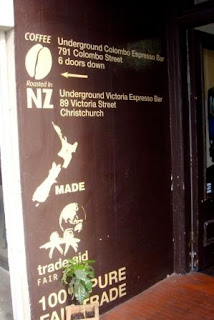 COFFEE
Underground Colombo Espresso Bar
791 Colombo Street
6 doors down
Roasted in
NZ
Underground Victoria Espresso Bar
89 Victoria Street
Christchurch
MADE
trade aid
FAIR
100% PURE
FAIR TRADE